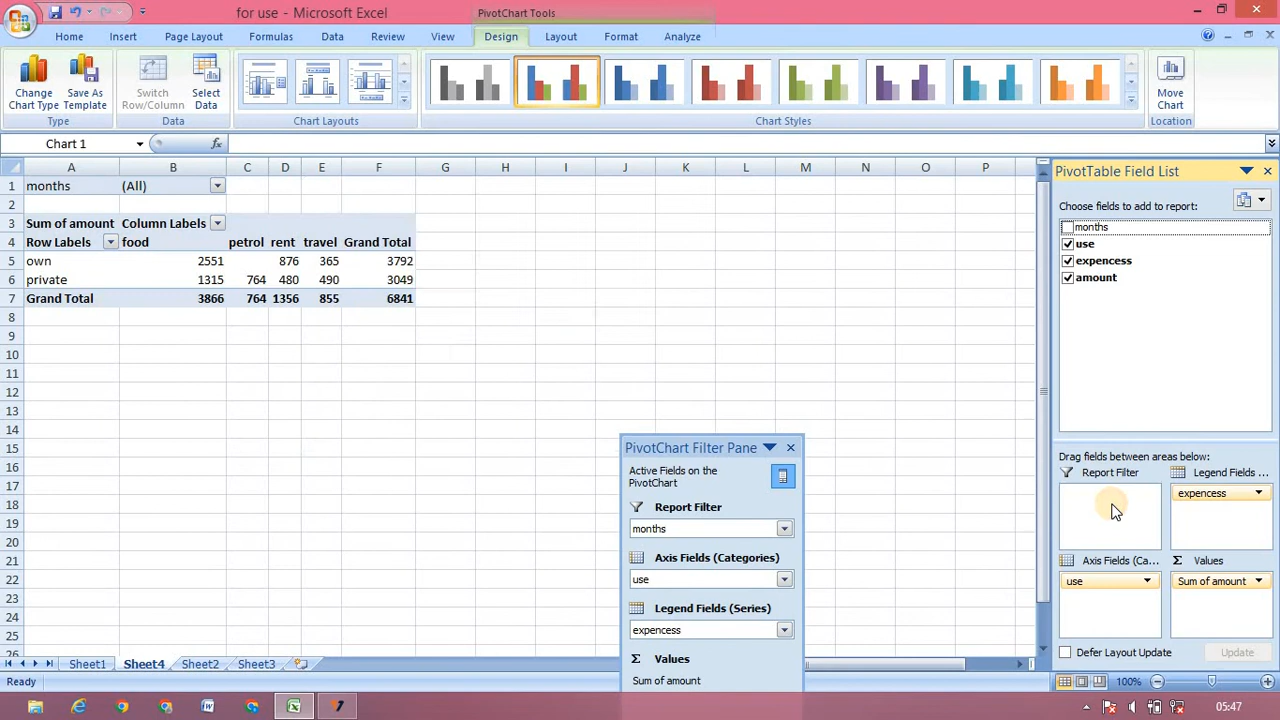 for use - Microsoft Excel
PivotChart Tools
Home Insert Page Layout Formulas Data Review View Design Layout Format Analyze
Change Chart Type
Save As Template
Switch Row/Column
Select Data
Move Chart
Type Data Chart Layouts Chart Styles Location
Chart 1 fx
A B C D E F G H I J K L M N O P
1 months (All)
2
3 Sum of amount Column Labels
4 Row Labels food petrol rent travel Grand Total
5 own 2551 876 365 3792
6 private 1315 764 480 490 3049
7 Grand Total 3866 764 1356 855 6841
8
9
10
11
12
13
14
15
16
17
18
19
20
21
22
23
24
25
26
PivotChart Filter Pane
Active Fields on the
PivotChart
Report Filter
months
Axis Fields (Categories)
use
Legend Fields (Series)
expencess
Σ Values
Sum of amount
PivotTable Field List
Choose fields to add to report:
months
use
expencess
amount
Drag fields between areas below:
Report Filter Legend Fields ...
expencess
Axis Fields (Ca... Σ Values
use Sum of amount
Defer Layout Update Update
Sheet1 Sheet4 Sheet2 Sheet3
Ready 100%
05:47